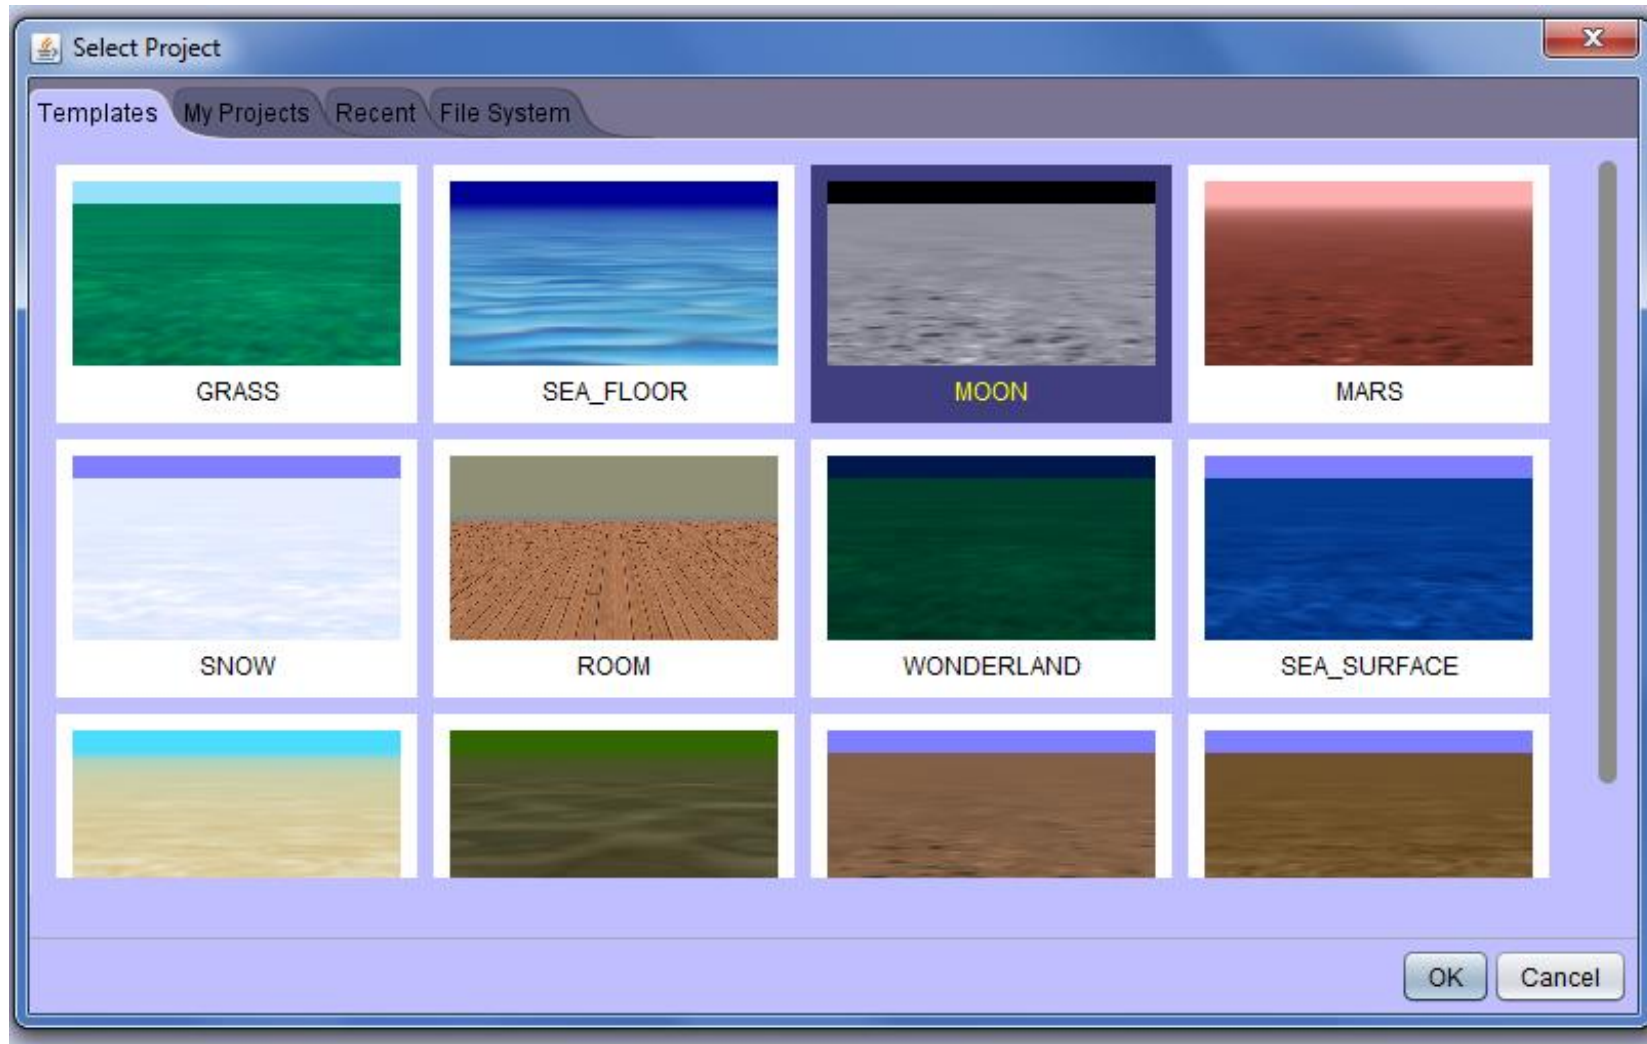 Select Project
Templates My Projects Recent File System
GRASS SEA_FLOOR MOON MARS
SNOW ROOM WONDERLAND SEA_SURFACE
OK Cancel